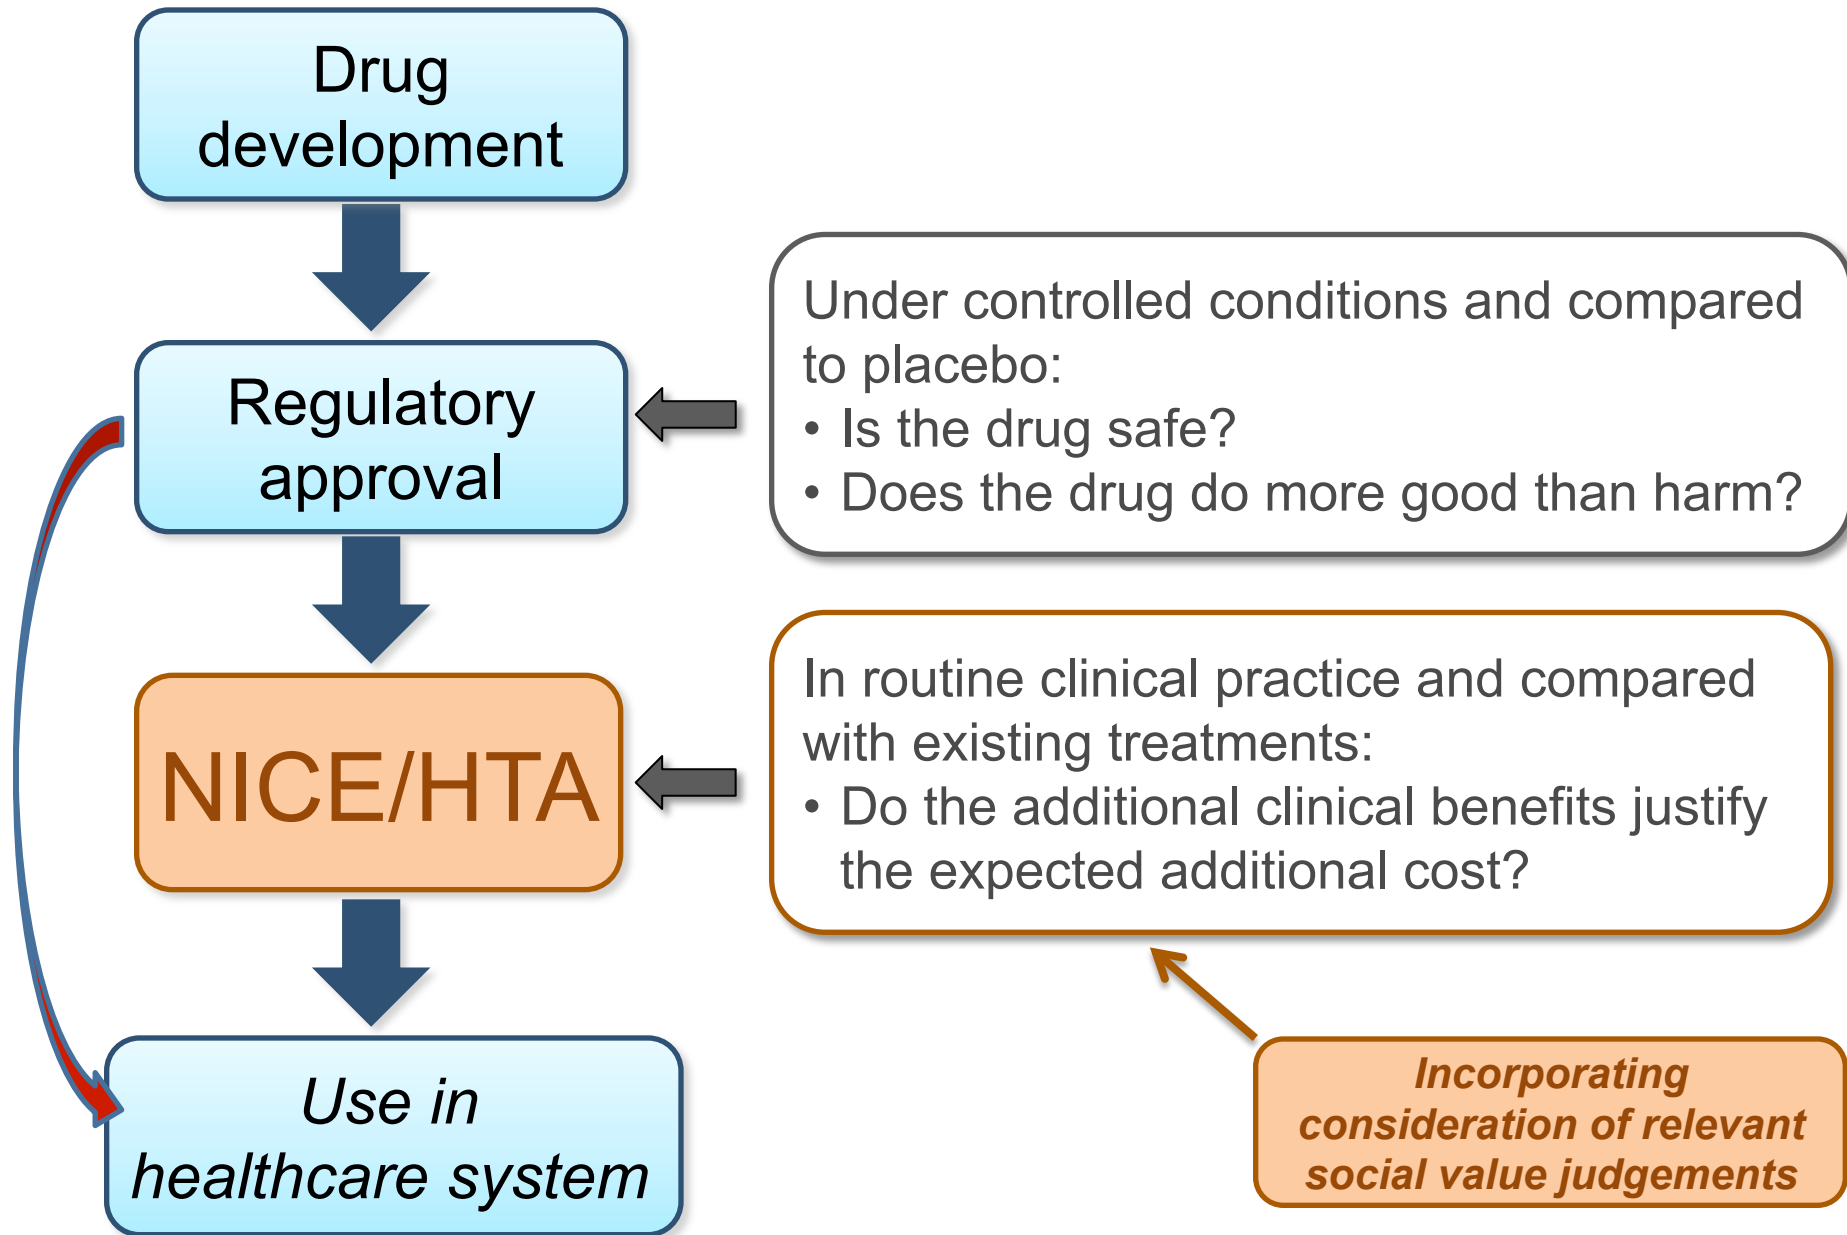 Drug
development
Regulatory
approval
Under controlled conditions and compared
to placebo:
• Is the drug safe?
• Does the drug do more good than harm?
NICE/HTA
In routine clinical practice and compared
with existing treatments:
• Do the additional clinical benefits justify
the expected additional cost?
Use in
healthcare system
Incorporating
consideration of relevant
social value judgements